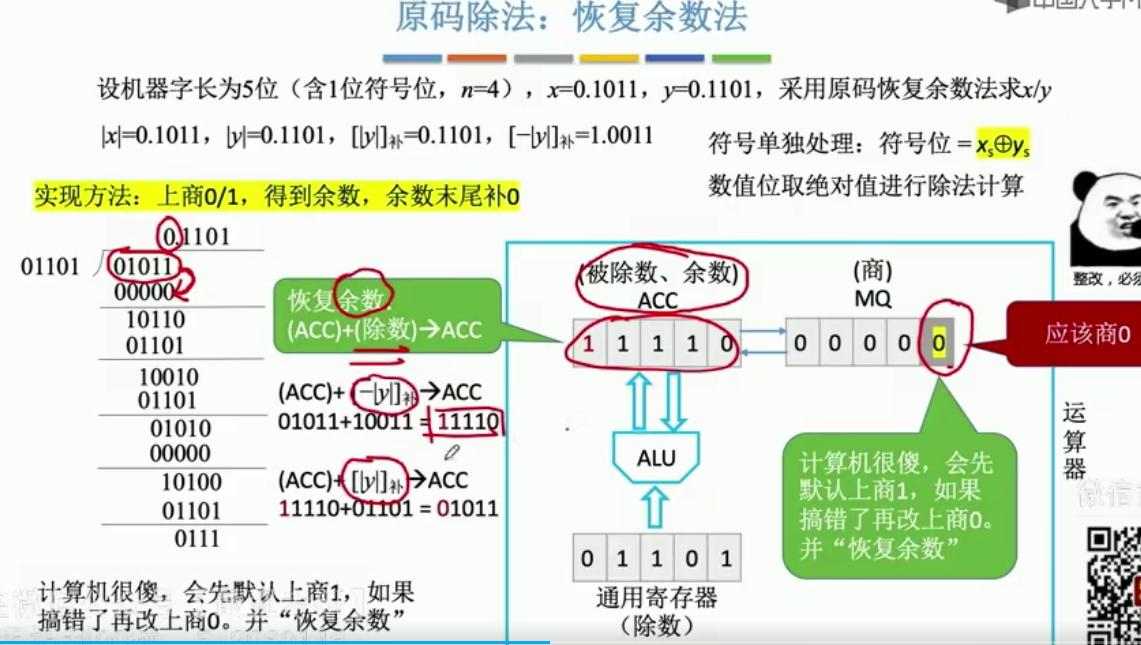 原码除法：恢复余数法
设机器字长为5位（含1位符号位，n=4），x=0.1011，y=0.1101，采用原码恢复余数法求x/y
|x|=0.1011，|y|=0.1101，[|y|]补=0.1101，[−|y|]补=1.0011
符号单独处理：符号位 = xs⊕ys
数值位取绝对值进行除法计算
实现方法：上商0/1，得到余数，余数末尾补0
0.1101
01101
01011
00000
10110
01101
10010
01101
01010
00000
10100
01101
0111
恢复余数：
(ACC)+(除数)→ACC
(ACC)+[−|y|]补→ACC
01011+10011 = 11110
(ACC)+[|y|]补→ACC
11110+01101 = 01011
计算机很傻，会先默认上商1，如果
搞错了再改上商0。并“恢复余数”
(被除数、余数)
ACC
1 1 1 1 0
(商)
MQ
0 0 0 0 0
应该商0
ALU
0 1 1 0 1
通用寄存器
（除数）
计算机很傻，会先
默认上商1，如果
搞错了再改上商0。
并“恢复余数”
运
算
器
整改，必须
微信